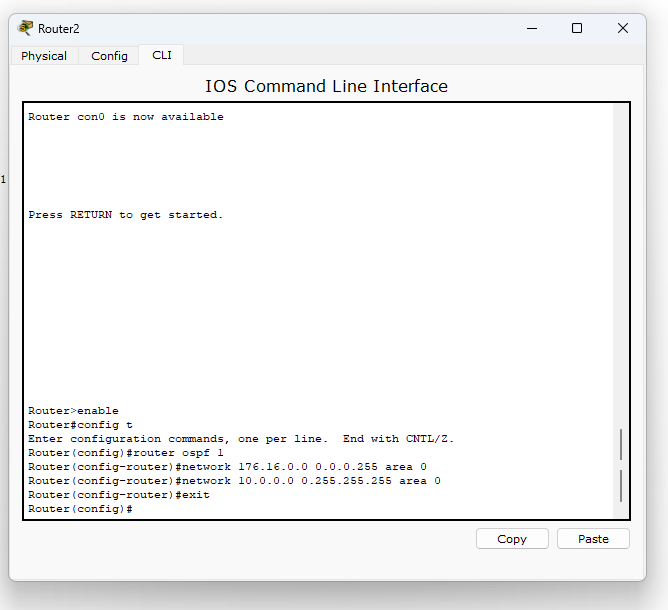 Router2
Physical Config CLI
IOS Command Line Interface
Router con0 is now available
1
Press RETURN to get started.
Router>enable
Router#config t
Enter configuration commands, one per line.  End with CNTL/Z.
Router(config)#router ospf 1
Router(config-router)#network 176.16.0.0 0.0.0.255 area 0
Router(config-router)#network 10.0.0.0 0.255.255.255 area 0
Router(config-router)#exit
Router(config)#
Copy Paste